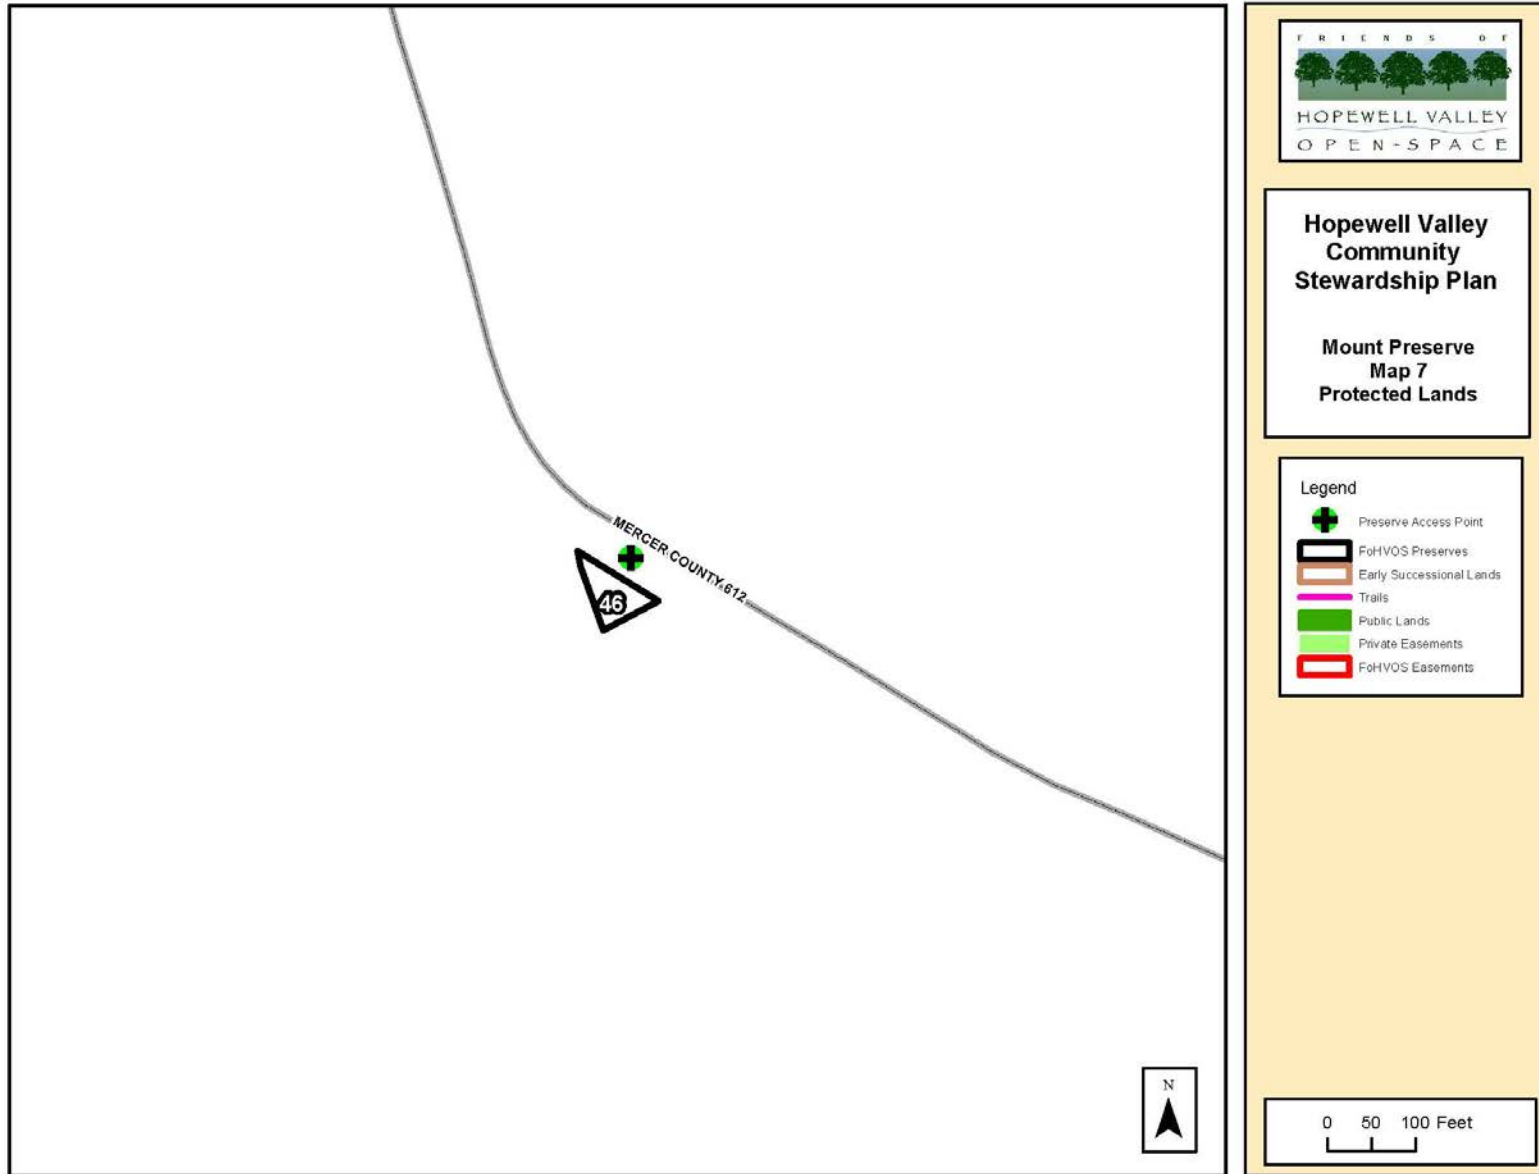 MERCER COUNTY 612
46
N
FRIENDS OF
HOPEWELL VALLEY
OPEN-SPACE
Hopewell Valley
Community
Stewardship Plan
Mount Preserve
Map 7
Protected Lands
Legend
Preserve Access Point
FoHVOS Preserves
Early Successional Lands
Trails
Public Lands
Private Easements
FoHVOS Easements
0 50 100 Feet